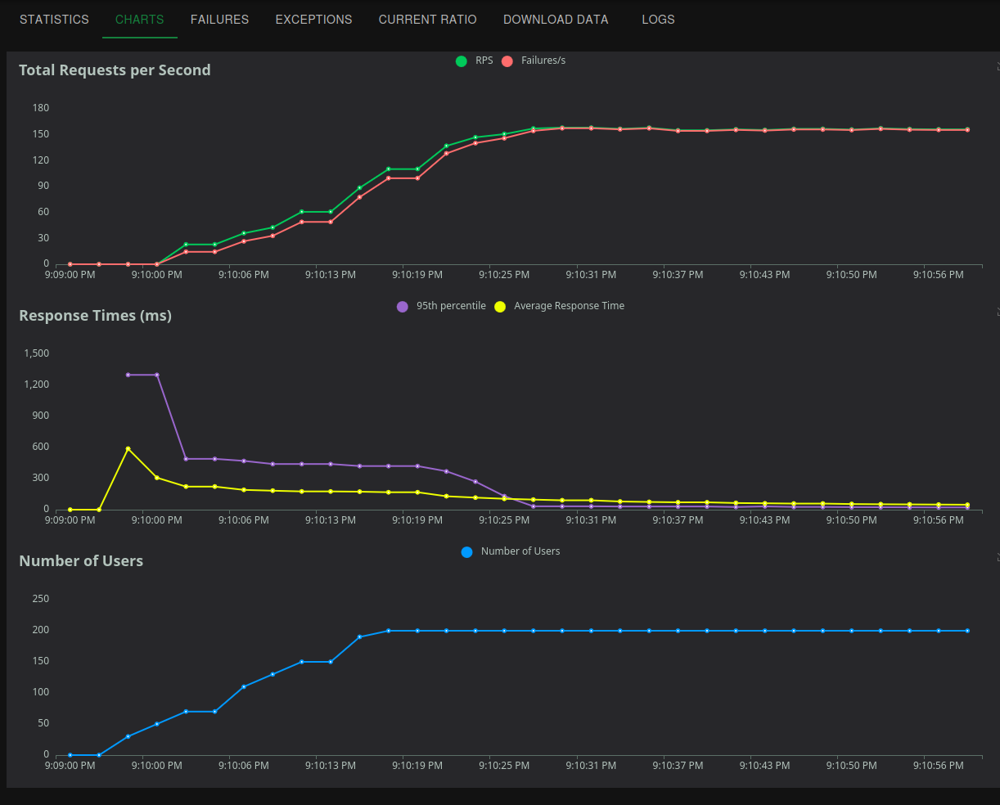 STATISTICS CHARTS FAILURES EXCEPTIONS CURRENT RATIO DOWNLOAD DATA LOGS
Total Requests per Second
RPS Failures/s
180
150
120
90
60
30
0
9:09:00 PM 9:10:00 PM 9:10:06 PM 9:10:13 PM 9:10:19 PM 9:10:25 PM 9:10:31 PM 9:10:37 PM 9:10:43 PM 9:10:50 PM 9:10:56 PM
Response Times (ms)
95th percentile Average Response Time
1,500
1,200
900
600
300
0
9:09:00 PM 9:10:00 PM 9:10:06 PM 9:10:13 PM 9:10:19 PM 9:10:25 PM 9:10:31 PM 9:10:37 PM 9:10:43 PM 9:10:50 PM 9:10:56 PM
Number of Users
Number of Users
250
200
150
100
50
0
9:09:00 PM 9:10:00 PM 9:10:06 PM 9:10:13 PM 9:10:19 PM 9:10:25 PM 9:10:31 PM 9:10:37 PM 9:10:43 PM 9:10:50 PM 9:10:56 PM